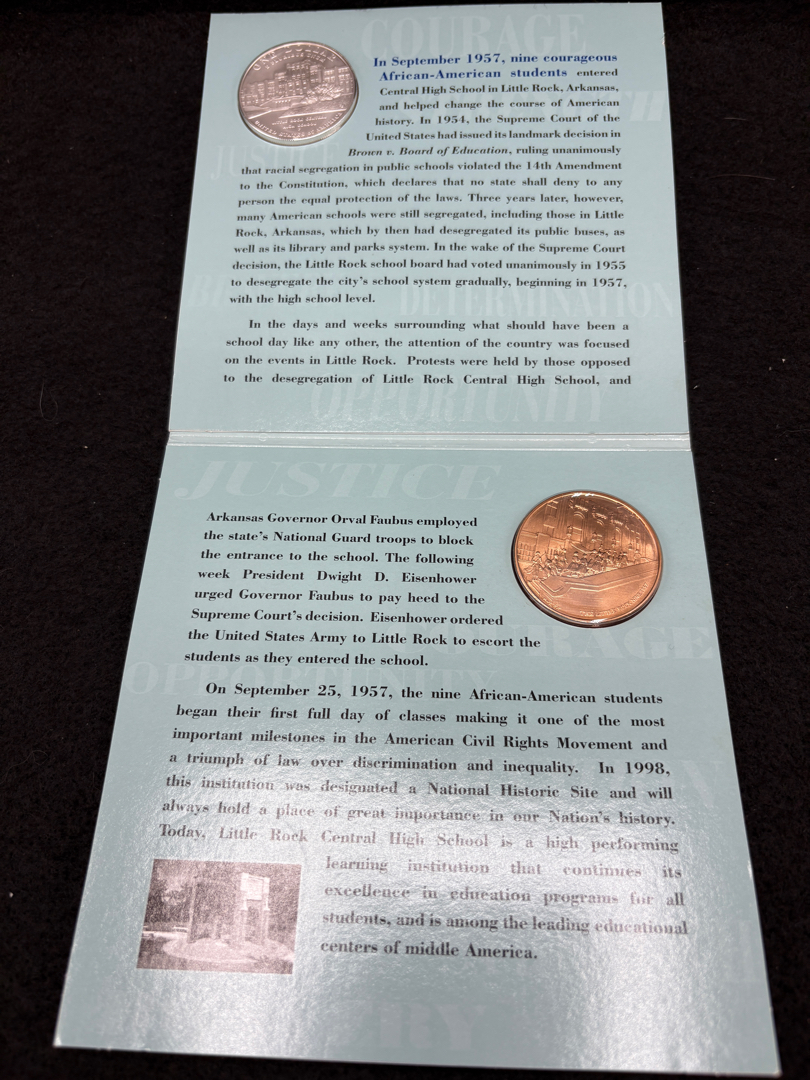 COURAGE
ONE DOLLAR
UNITED STATES OF AMERICA
In September 1957, nine courageous
African-American students entered
Central High School in Little Rock, Arkansas,
and helped change the course of American
history. In 1954, the Supreme Court of the
United States had issued its landmark decision in
Brown v. Board of Education, ruling unanimously
JUSTICE
that racial segregation in public schools violated the 14th Amendment
to the Constitution, which declares that no state shall deny to any
person the equal protection of the laws. Three years later, however,
many American schools were still segregated, including those in Little
Rock, Arkansas, which by then had desegregated its public buses, as
well as its library and parks system. In the wake of the Supreme Court
decision, the Little Rock school board had voted unanimously in 1955
to desegregate the city's school system gradually, beginning in 1957,
DETERMINATION
with the high school level.
In the days and weeks surrounding what should have been a
school day like any other, the attention of the country was focused
on the events in Little Rock. Protests were held by those opposed
to the desegregation of Little Rock Central High School, and
OPPORTUNITY
JUSTICE
Arkansas Governor Orval Faubus employed
the state's National Guard troops to block
the entrance to the school. The following
week President Dwight D. Eisenhower
urged Governor Faubus to pay heed to the
Supreme Court's decision. Eisenhower ordered
the United States Army to Little Rock to escort the
COURAGE
students as they entered the school.
OPPORTUNITY
On September 25, 1957, the nine African-American students
began their first full day of classes making it one of the most
important milestones in the American Civil Rights Movement and
a triumph of law over discrimination and inequality. In 1998,
this institution was designated a National Historic Site and will
always hold a place of great importance in our Nation's history.
Today, Little Rock Central High School is a high performing
learning institution that continues its
excellence in education programs for all
students, and is among the leading educational
centers of middle America.